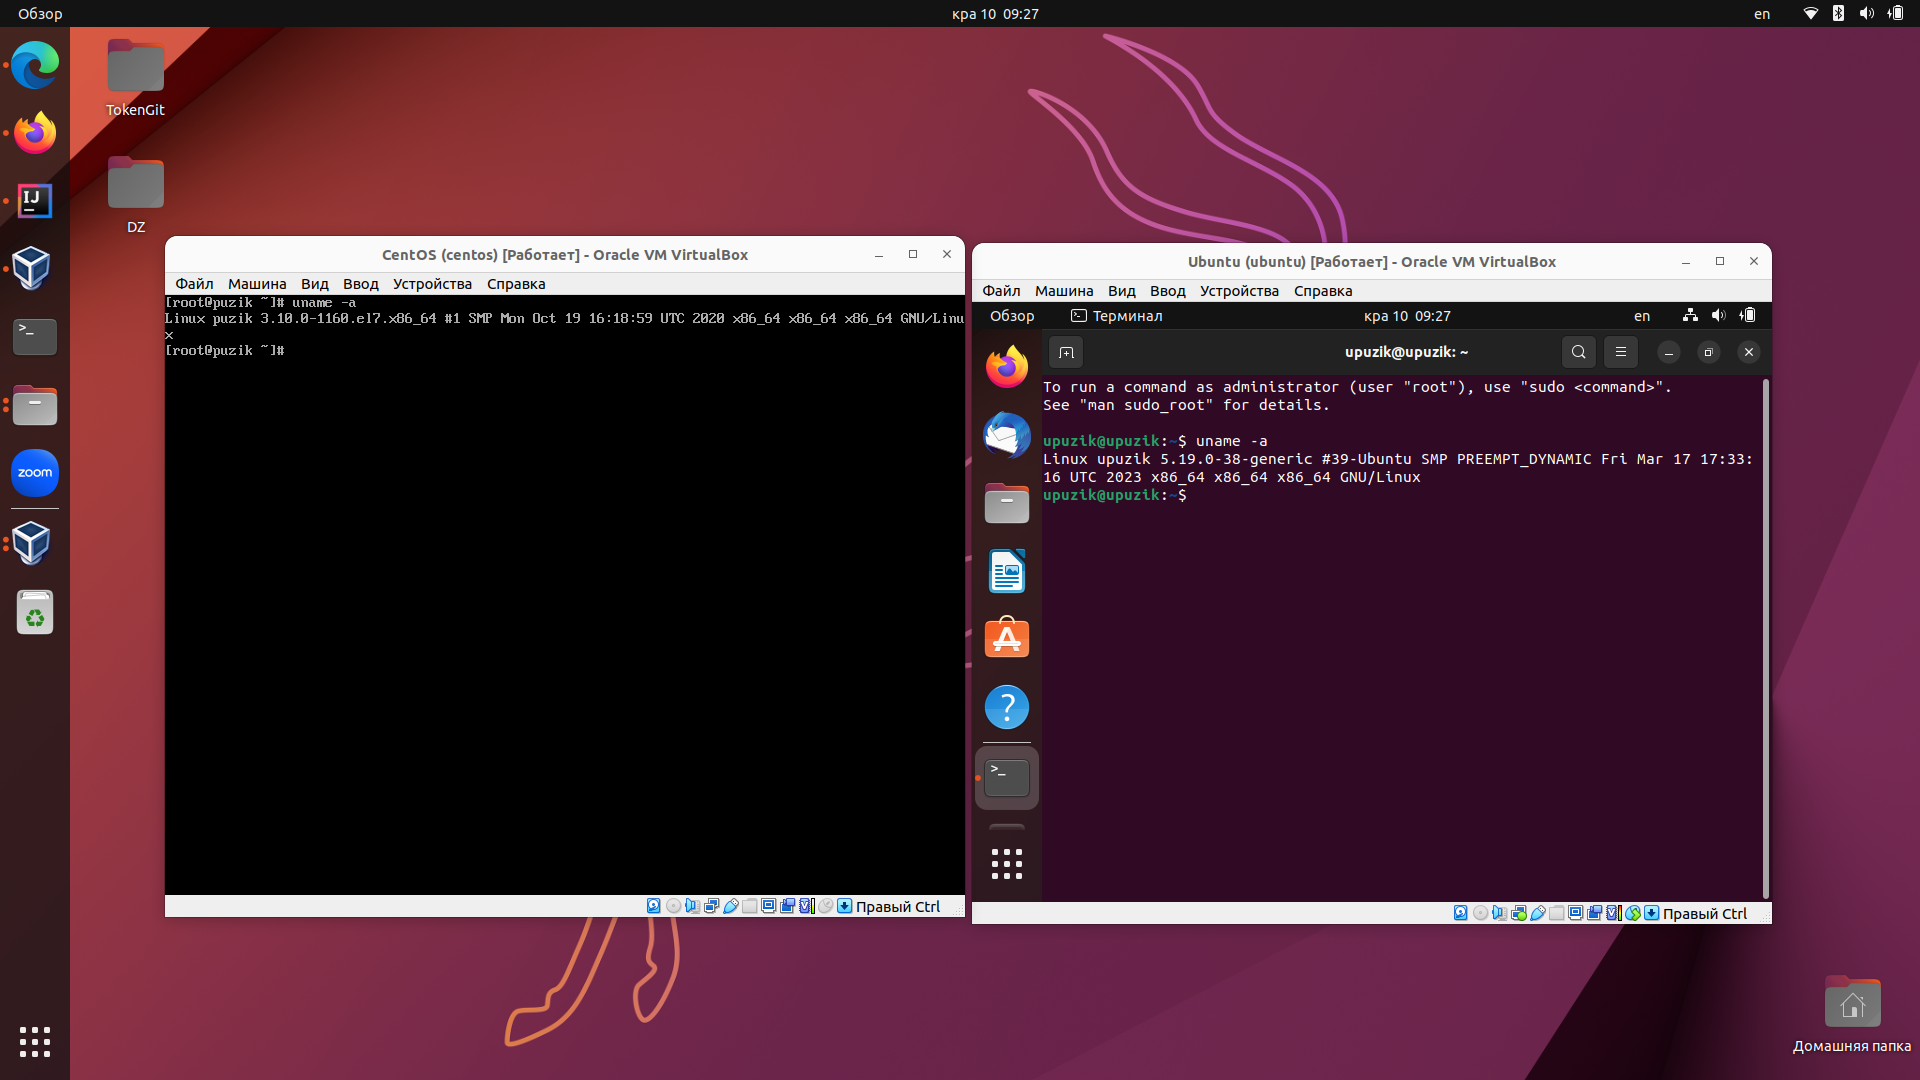 Обзор
кра 10 09:27
en
TokenGit
DZ
IJ
>_
zoom
CentOS (centos) [Работает] - Oracle VM VirtualBox
Файл Машина Вид Ввод Устройства Справка
[root@puzik ~]# uname -a
Linux puzik 3.10.0-1160.el7.x86_64 #1 SMP Mon Oct 19 16:18:59 UTC 2020 x86_64 x86_64 x86_64 GNU/Linu
x
[root@puzik ~]#
Правый Ctrl
Ubuntu (ubuntu) [Работает] - Oracle VM VirtualBox
Файл Машина Вид Ввод Устройства Справка
Обзор Терминал кра 10 09:27 en
upuzik@upuzik: ~
To run a command as administrator (user "root"), use "sudo <command>".
See "man sudo_root" for details.
upuzik@upuzik:~$ uname -a
Linux upuzik 5.19.0-38-generic #39-Ubuntu SMP PREEMPT_DYNAMIC Fri Mar 17 17:33:
16 UTC 2023 x86_64 x86_64 x86_64 GNU/Linux
upuzik@upuzik:~$
?
>_
Правый Ctrl
Домашняя папка